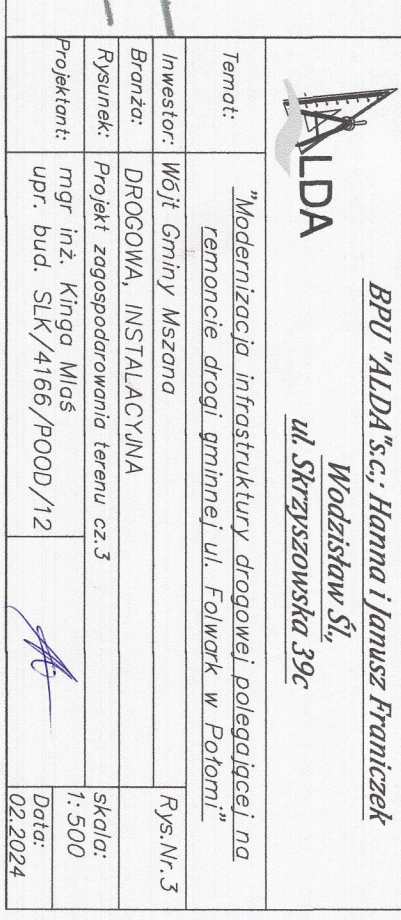 ALDA
BPU "ALDA"s.c.; Hanna i Janusz Franiczek
Wodzisław Śl.,
ul. Skrzyszowska 39c
Temat:
"Modernizacja infrastruktury drogowej polegającej na
remoncie drogi gminnej ul. Folwark w Połomi"
Inwestor: Wójt Gminy Mszana
Rys.Nr.3
Branża: DROGOWA, INSTALACYJNA
Rysunek: Projekt zagospodarowania terenu cz.3
skala:
1: 500
Projektant: mgr inż. Kinga Mlaś
upr. bud. SLK/4166/POOD/12
Data:
02.2024